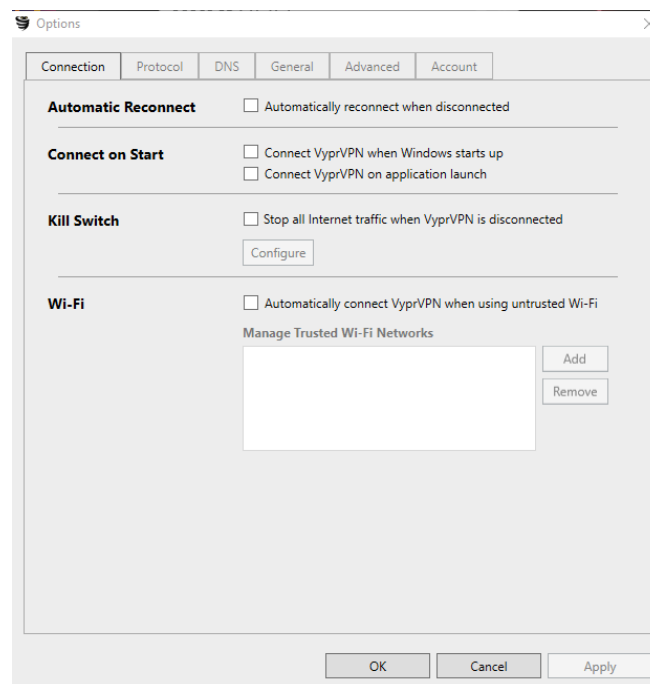 Options
Connection Protocol DNS General Advanced Account
Automatic Reconnect Automatically reconnect when disconnected
Connect on Start Connect VyprVPN when Windows starts up
Connect VyprVPN on application launch
Kill Switch Stop all Internet traffic when VyprVPN is disconnected
Configure
Wi-Fi Automatically connect VyprVPN when using untrusted Wi-Fi
Manage Trusted Wi-Fi Networks
Add
Remove
OK Cancel Apply